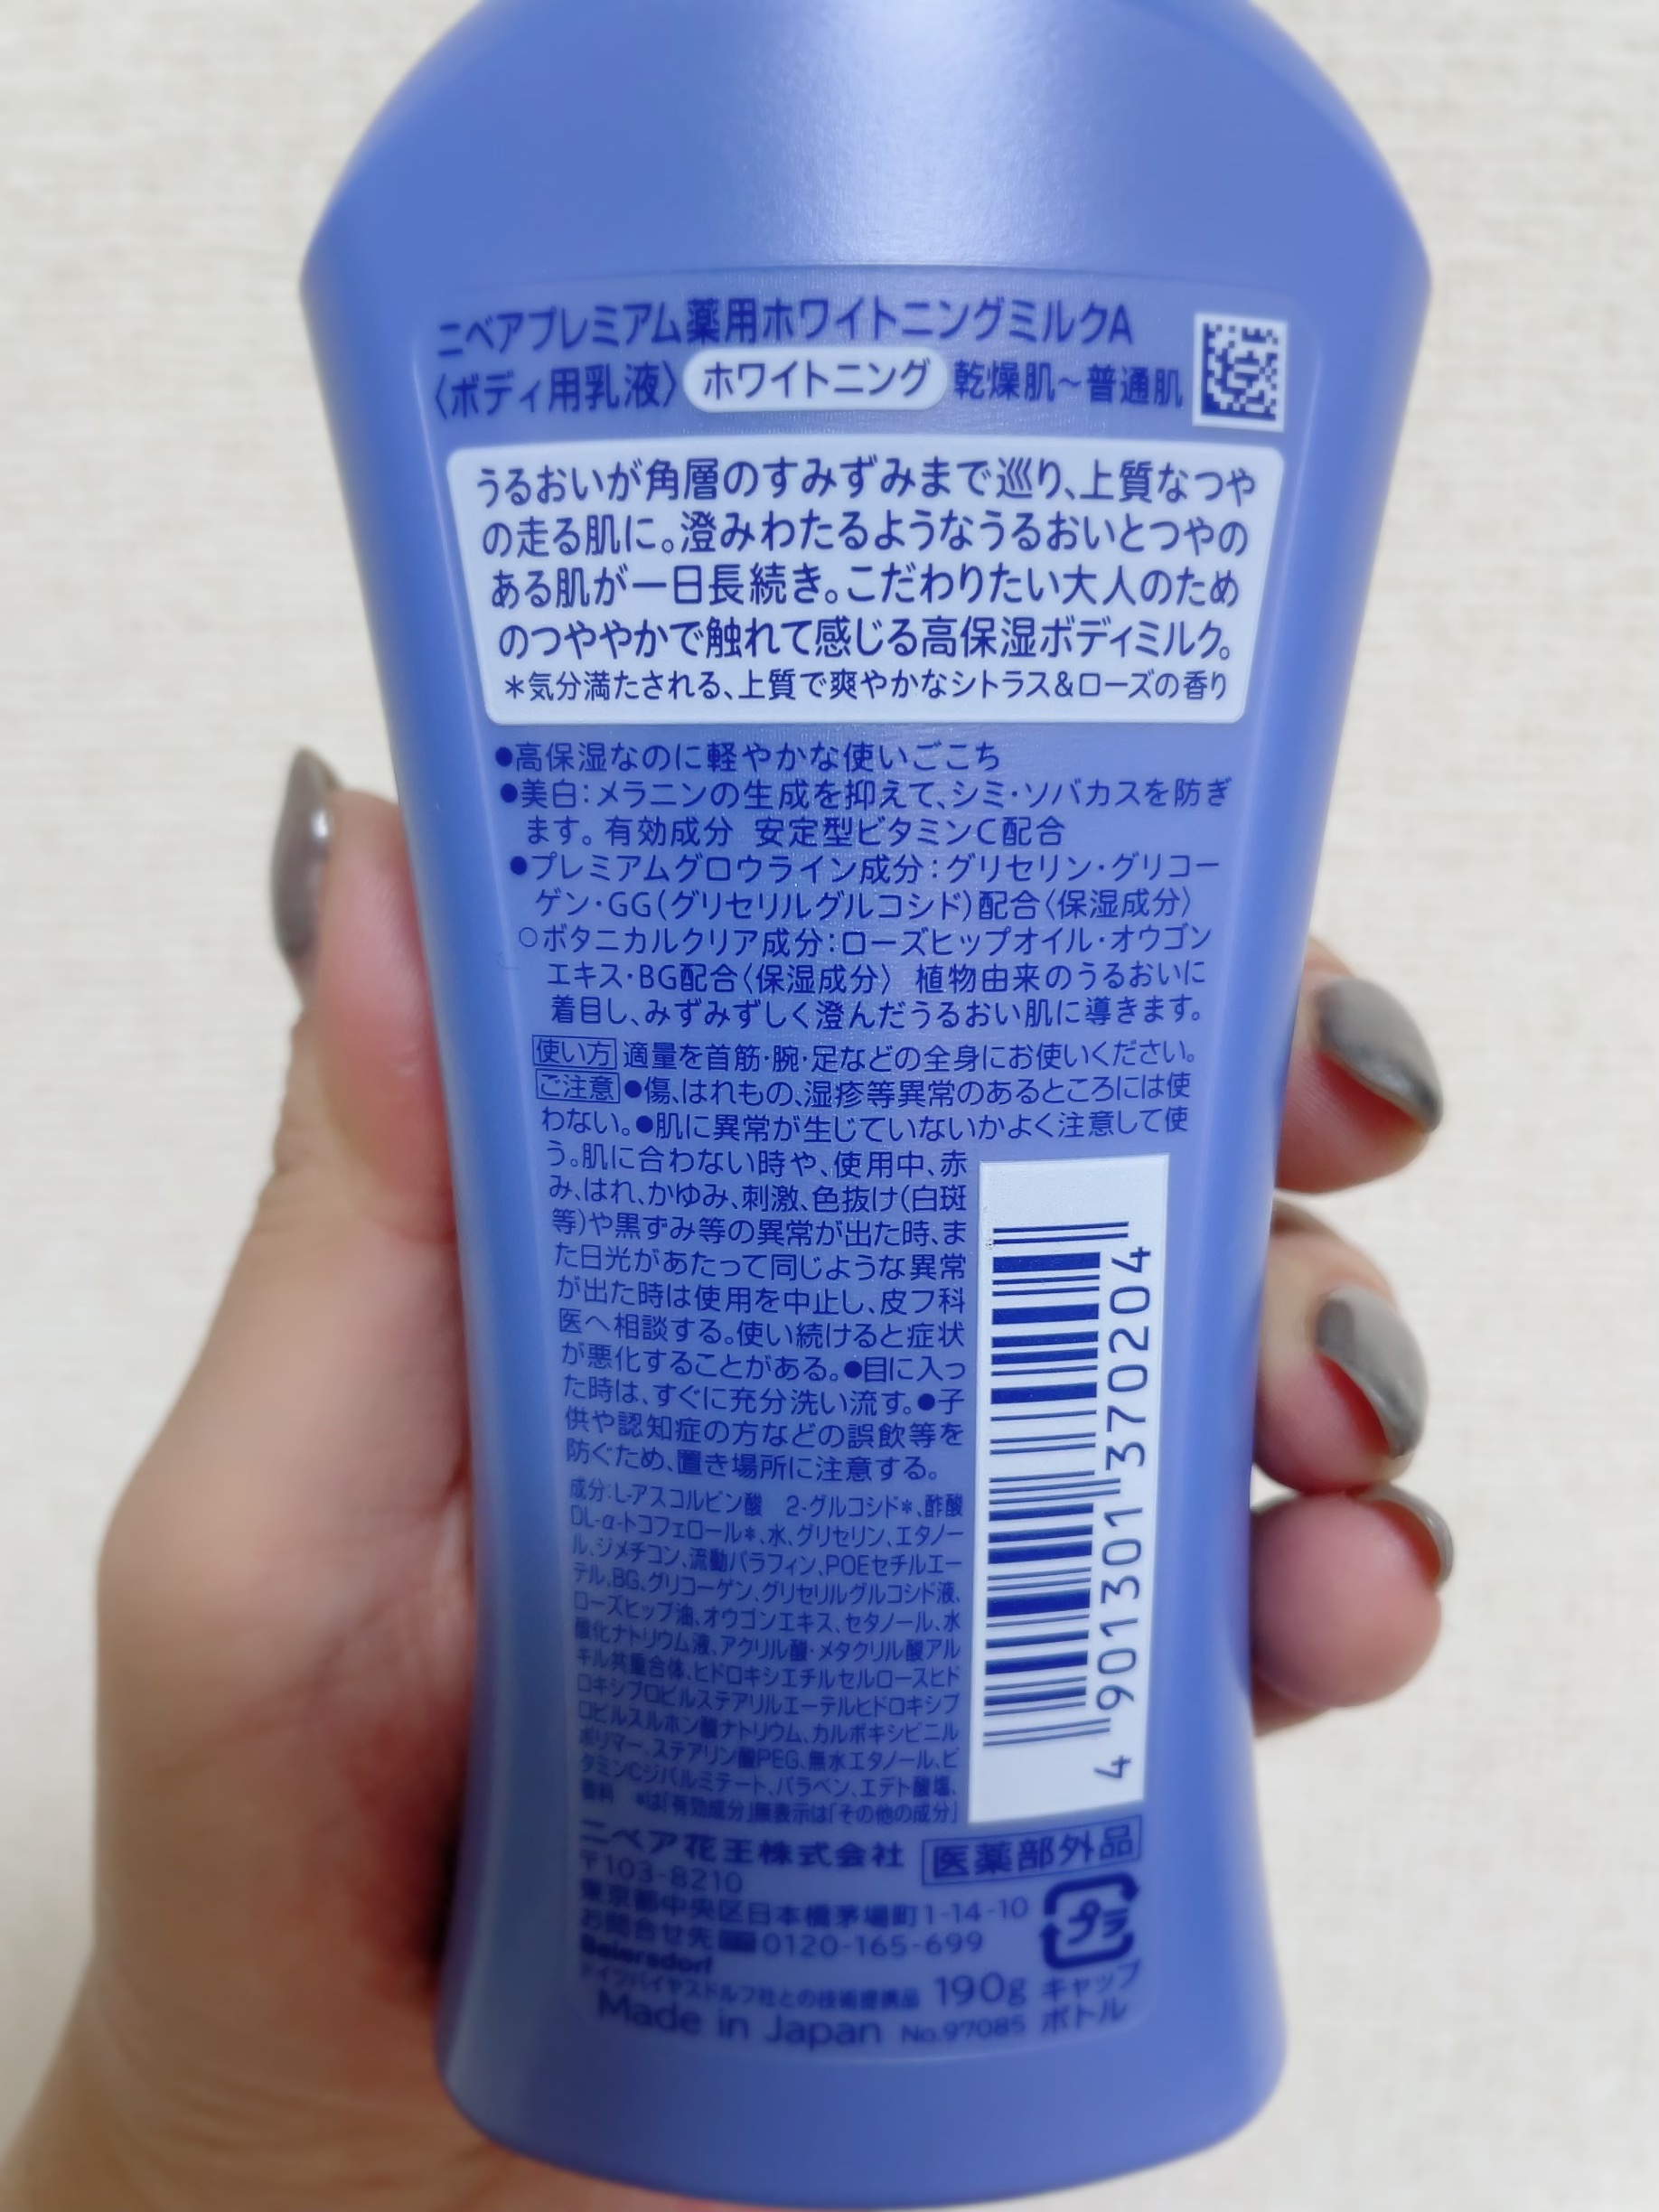 ニベアプレミアム薬用ホワイトニングミルクA
〈ボディ用乳液〉 ホワイトニング 乾燥肌～普通肌
うるおいが角層のすみずみまで巡り、上質なつや
の走る肌に。澄みわたるようなうるおいとつやの
ある肌が一日長続き。こだわりたい大人のため
のつややかで触れて感じる高保湿ボディミルク。
＊気分満たされる、上質で爽やかなシトラス&ローズの香り
●高保湿なのに軽やかな使いごこち
●美白：メラニンの生成を抑えて、シミ・ソバカスを防ぎ
ます。有効成分 安定型ビタミンC配合
●プレミアムグロウライン成分：グリセリン・グリコー
ゲン・GG(グリセリルグルコシド)配合〈保湿成分〉
○ボタニカルクリア成分：ローズヒップオイル・オウゴン
エキス・BG配合〈保湿成分〉 植物由来のうるおいに
着目し、みずみずしく澄んだうるおい肌に導きます。
使い方 適量を首筋・腕・足などの全身にお使いください。
ご注意 ●傷、はれもの、湿疹等異常のあるところには使
わない。●肌に異常が生じていないかよく注意して使
う。肌に合わない時や、使用中、赤
み、はれ、かゆみ、刺激、色抜け(白斑
等)や黒ずみ等の異常が出た時、ま
た日光があたって同じような異常
が出た時は使用を中止し、皮フ科
医へ相談する。使い続けると症状
が悪化することがある。●目に入っ
た時は、すぐに充分洗い流す。●子
供や認知症の方などの誤飲等を
防ぐため、置き場所に注意する。
成分：L-アスコルビン酸 2-グルコシド＊、酢酸
DL-α-トコフェロール＊、水、グリセリン、エタノー
ル、ジメチコン、流動パラフィン、POEセチルエー
テル、BG、グリコーゲン、グリセリルグルコシド液、
ローズヒップ油、オウゴンエキス、セタノール、水
酸化ナトリウム液、アクリル酸・メタクリル酸アル
キル共重合体、ヒドロキシエチルセルロースヒド
ロキシプロピルステアリルエーテルヒドロキシプ
ロピルスルホン酸ナトリウム、カルボキシビニル
ポリマー、ステアリン酸PEG、無水エタノール、ビ
タミンCジパルミテート、パラベン、エデト酸塩、
香料 ＊は「有効成分」無表示は「その他の成分」
4 901301 370204
ニベア花王株式会社 医薬部外品
〒103-8210
東京都中央区日本橋茅場町1-14-10
お問合せ先 0120-165-699
プラ
Beiersdorf
ドイツバイヤスドルフ社との技術提携品 190g キャップ
Made in Japan No.97085 ボトル